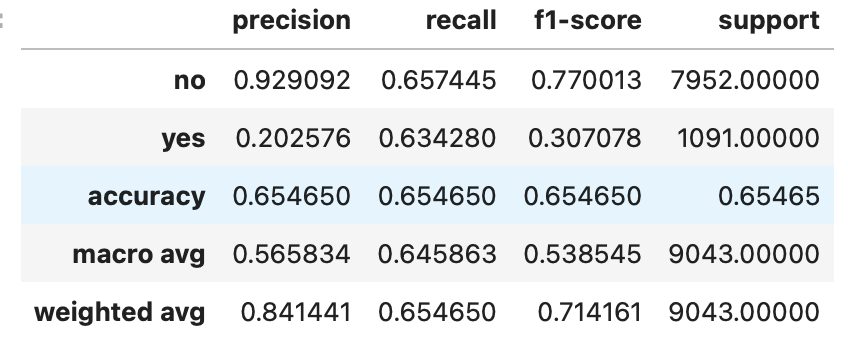 precision recall f1-score support
no 0.929092 0.657445 0.770013 7952.00000
yes 0.202576 0.634280 0.307078 1091.00000
accuracy 0.654650 0.654650 0.654650 0.65465
macro avg 0.565834 0.645863 0.538545 9043.00000
weighted avg 0.841441 0.654650 0.714161 9043.00000